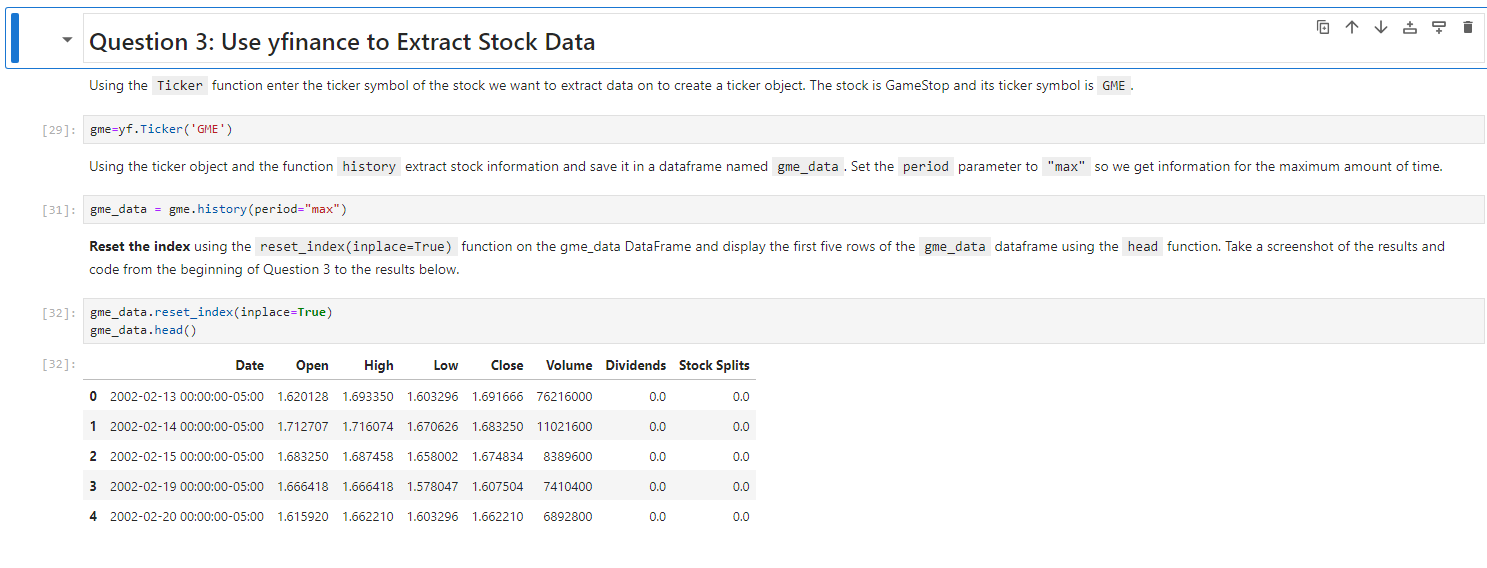 Question 3: Use yfinance to Extract Stock Data
Using the Ticker function enter the ticker symbol of the stock we want to extract data on to create a ticker object. The stock is GameStop and its ticker symbol is GME .
[29]: gme=yf.Ticker('GME')
Using the ticker object and the function history extract stock information and save it in a dataframe named gme_data . Set the period parameter to "max" so we get information for the maximum amount of time.
[31]: gme_data = gme.history(period="max")
Reset the index using the reset_index(inplace=True) function on the gme_data DataFrame and display the first five rows of the gme_data dataframe using the head function. Take a screenshot of the results and
code from the beginning of Question 3 to the results below.
[32]: gme_data.reset_index(inplace=True)
gme_data.head()
[32]: Date Open High Low Close Volume Dividends Stock Splits
0 2002-02-13 00:00:00-05:00 1.620128 1.693350 1.603296 1.691666 76216000 0.0 0.0
1 2002-02-14 00:00:00-05:00 1.712707 1.716074 1.670626 1.683250 11021600 0.0 0.0
2 2002-02-15 00:00:00-05:00 1.683250 1.687458 1.658002 1.674834 8389600 0.0 0.0
3 2002-02-19 00:00:00-05:00 1.666418 1.666418 1.578047 1.607504 7410400 0.0 0.0
4 2002-02-20 00:00:00-05:00 1.615920 1.662210 1.603296 1.662210 6892800 0.0 0.0